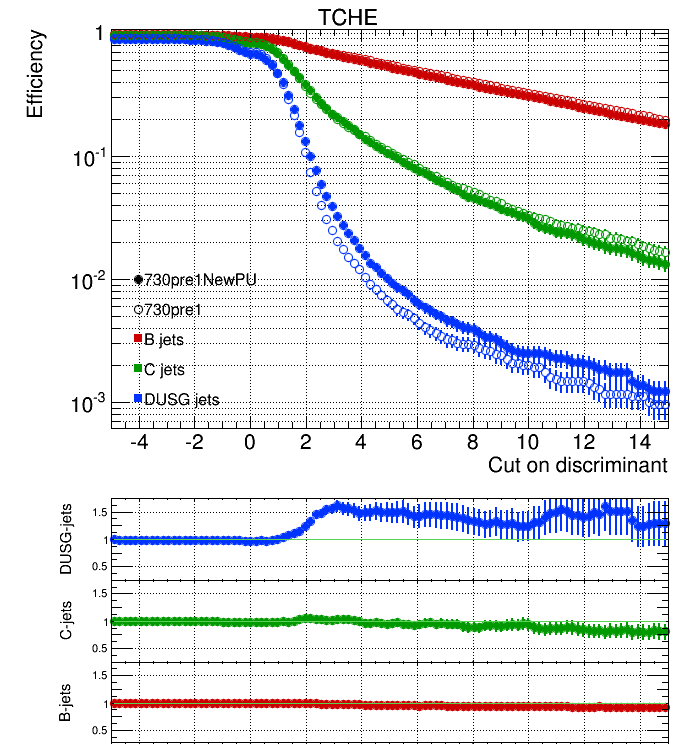 TCHE
Efficiency
1
10^-1
10^-2
10^-3
730pre1NewPU
730pre1
B jets
C jets
DUSG jets
-4 -2 0 2 4 6 8 10 12 14
Cut on discriminant
DUSG-jets
1.5
1
0.5
C-jets
1.5
1
0.5
B-jets
1.5
1
0.5